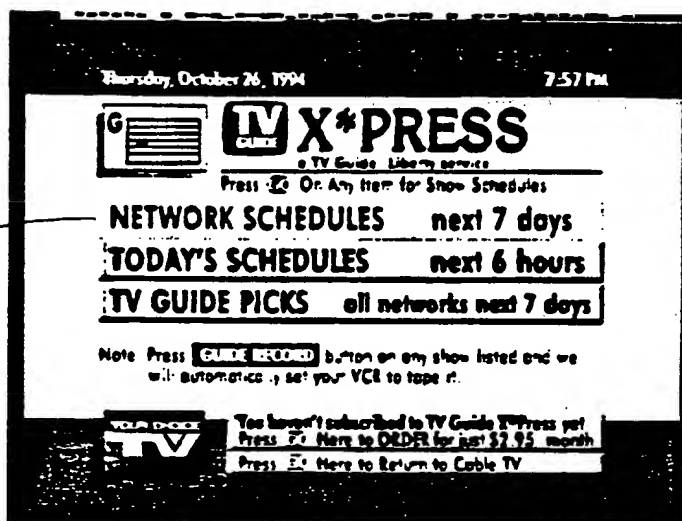 Thursday, October 26, 1994 7:57 PM
G
TV GUIDE X*PRESS
a TV Guide Liberty service
Press On Any Item for Show Schedules
NETWORK SCHEDULES next 7 days
TODAY'S SCHEDULES next 6 hours
TV GUIDE PICKS all networks next 7 days
Note Press GUIDE RECORD button on any show listed and we
will automatically set your VCR to tape it.
TV
You haven't subscribed to TV Guide X*Press yet
Press Here to ORDER for just $2.95 month
Press Here to Return to Cable TV